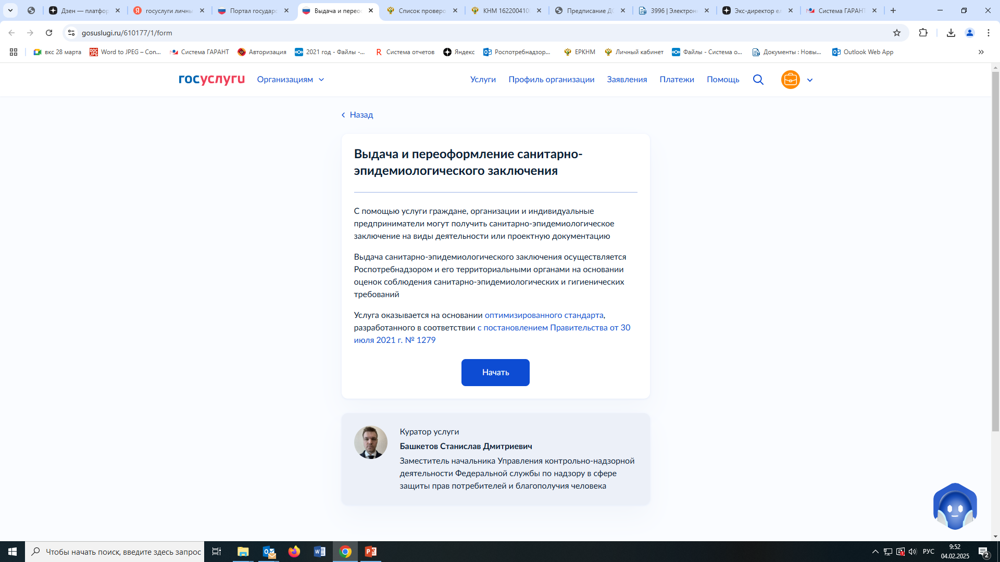 Дзен — платфор
госуслуги личны
Портал государс
Выдача и переос
Список проверо
КНМ 1622004100
Предписание ДО
3996 | Электрон
Экс-директор ел
Система ГАРАНТ
gosuslugi.ru/610177/1/form
вкс 28 марта
Word to JPEG – Con...
Система ГАРАНТ
Авторизация
2021 год - Файлы -...
Система отчетов
Яндекс
Роспотребнадзор...
ЕРКНМ
Личный кабинет
Файлы - Система о...
Документы : Новы...
Outlook Web App
госуслуги
Организациям
Услуги
Профиль организации
Заявления
Платежи
Помощь
Назад
Выдача и переоформление санитарно-
эпидемиологического заключения
С помощью услуги граждане, организации и индивидуальные
предприниматели могут получить санитарно-эпидемиологическое
заключение на виды деятельности или проектную документацию
Выдача санитарно-эпидемиологического заключения осуществляется
Роспотребнадзором и его территориальными органами на основании
оценок соблюдения санитарно-эпидемиологических и гигиенических
требований
Услуга оказывается на основании оптимизированного стандарта,
разработанного в соответствии с постановлением Правительства от 30
июля 2021 г. № 1279
Начать
Куратор услуги
Башкетов Станислав Дмитриевич
Заместитель начальника Управления контрольно-надзорной
деятельности Федеральной службы по надзору в сфере
защиты прав потребителей и благополучия человека
Чтобы начать поиск, введите здесь запрос
РУС
9:52
04.02.2025
2